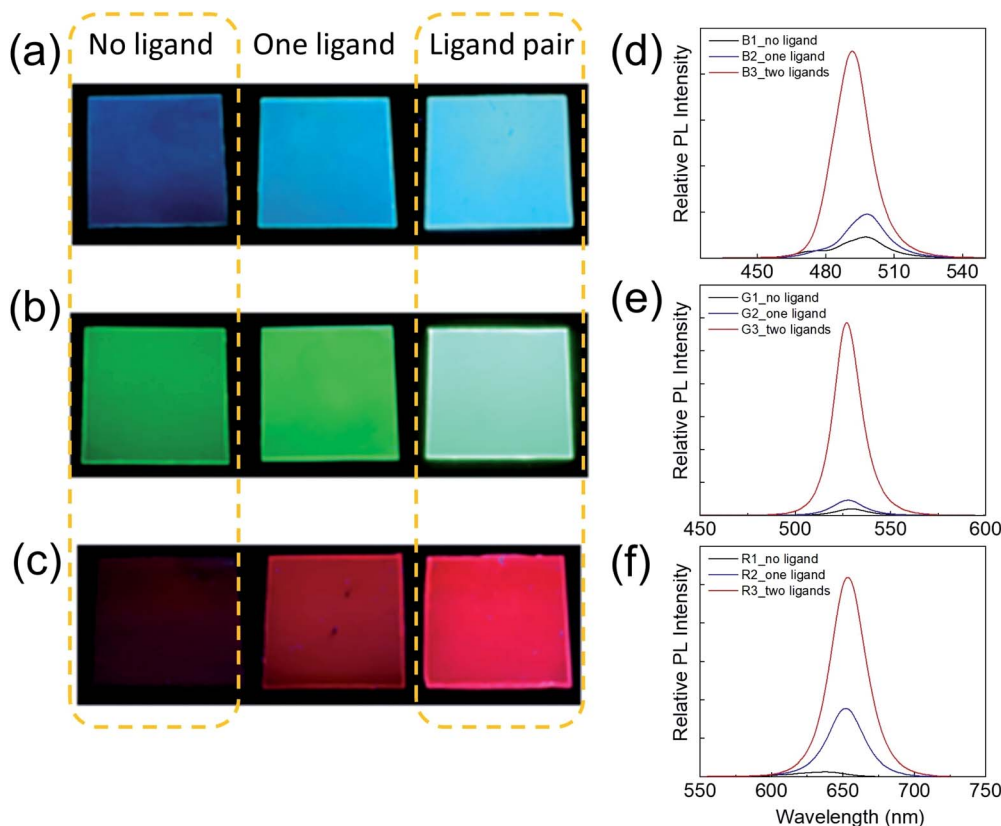 (a)
No ligand
One ligand
Ligand pair
(b)
(c)
(d)
B1_no ligand
B2_one ligand
B3_two ligands
Relative PL Intensity
450
480
510
540
(e)
G1_no ligand
G2_one ligand
G3_two ligands
Relative PL Intensity
450
500
550
600
(f)
R1_no ligand
R2_one ligand
R3_two ligands
Relative PL Intensity
550
600
650
700
750
Wavelength (nm)